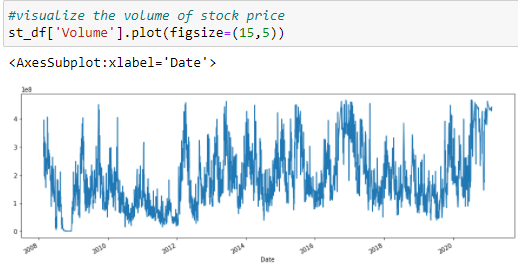 #visualize the volume of stock price
st_df['Volume'].plot(figsize=(15,5))
<AxesSubplot:xlabel='Date'>
1e8
4
3
2
1
0
2008 2010 2012 2014 2016 2018 2020
Date